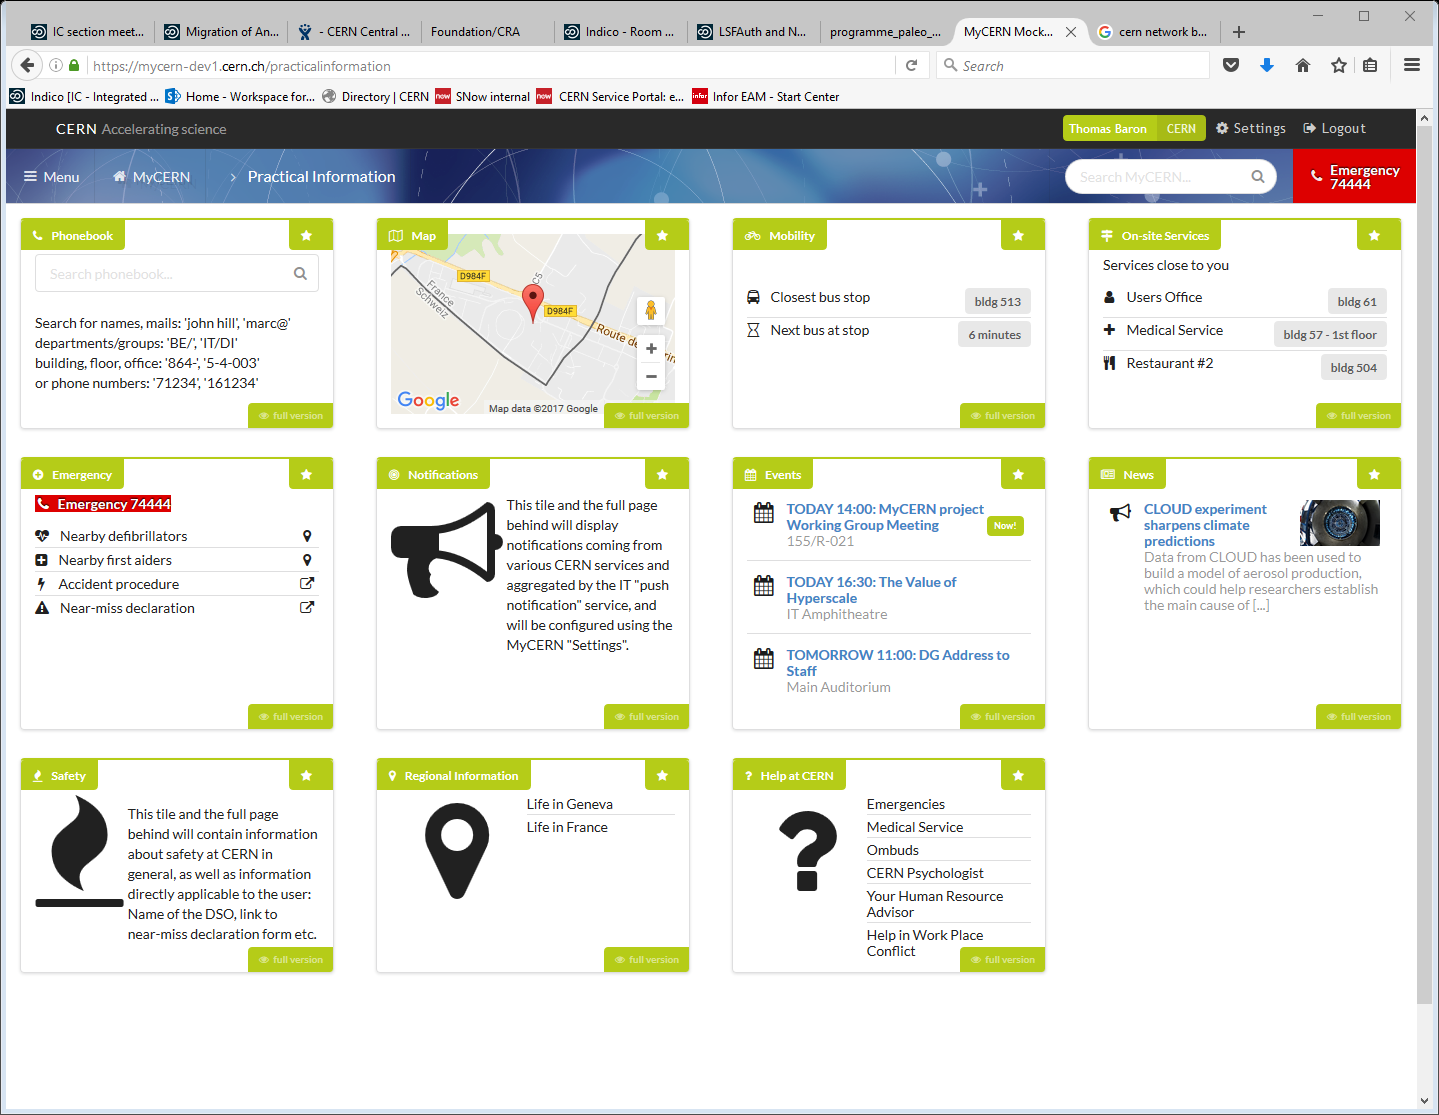 IC section meet...
Migration of An...
- CERN Central ...
Foundation/CRA
Indico - Room ...
LSFAuth and N...
programme_paleo_...
MyCERN Mock...
cern network b...
https://mycern-dev1.cern.ch/practicalinformation
Search
Indico [IC - Integrated ...
Home - Workspace for...
Directory | CERN
now
SNow internal
now
CERN Service Portal: e...
infor
Infor EAM - Start Center
CERN Accelerating science
Thomas Baron
CERN
Settings
Logout
Menu
MyCERN
Practical Information
Search MyCERN...
Emergency
74444
Phonebook
Search phonebook...
Search for names, mails: 'john hill', 'marc@'
departments/groups: 'BE/', 'IT/DI'
building, floor, office: '864-', '5-4-003'
or phone numbers: '71234', '161234'
full version
Map
D984F
C5
France
Schweiz
D984F
Route de
rin
Google
Map data ©2017 Google
full version
Mobility
Closest bus stop
bldg 513
Next bus at stop
6 minutes
full version
On-site Services
Services close to you
Users Office
bldg 61
Medical Service
bldg 57 - 1st floor
Restaurant #2
bldg 504
full version
Emergency
Emergency 74444
Nearby defibrillators
Nearby first aiders
Accident procedure
Near-miss declaration
full version
Notifications
This tile and the full page
behind will display
notifications coming from
various CERN services and
aggregated by the IT "push
notification" service, and
will be configured using the
MyCERN "Settings".
full version
Events
TODAY 14:00: MyCERN project
Working Group Meeting
Now!
155/R-021
TODAY 16:30: The Value of
Hyperscale
IT Amphitheatre
TOMORROW 11:00: DG Address to
Staff
Main Auditorium
full version
News
CLOUD experiment
sharpens climate
predictions
Data from CLOUD has been used to
build a model of aerosol production,
which could help researchers establish
the main cause of [...]
full version
Safety
This tile and the full page
behind will contain information
about safety at CERN in
general, as well as information
directly applicable to the user:
Name of the DSO, link to
near-miss declaration form etc.
full version
Regional Information
Life in Geneva
Life in France
full version
Help at CERN
Emergencies
Medical Service
Ombuds
CERN Psychologist
Your Human Resource
Advisor
Help in Work Place
Conflict
full version